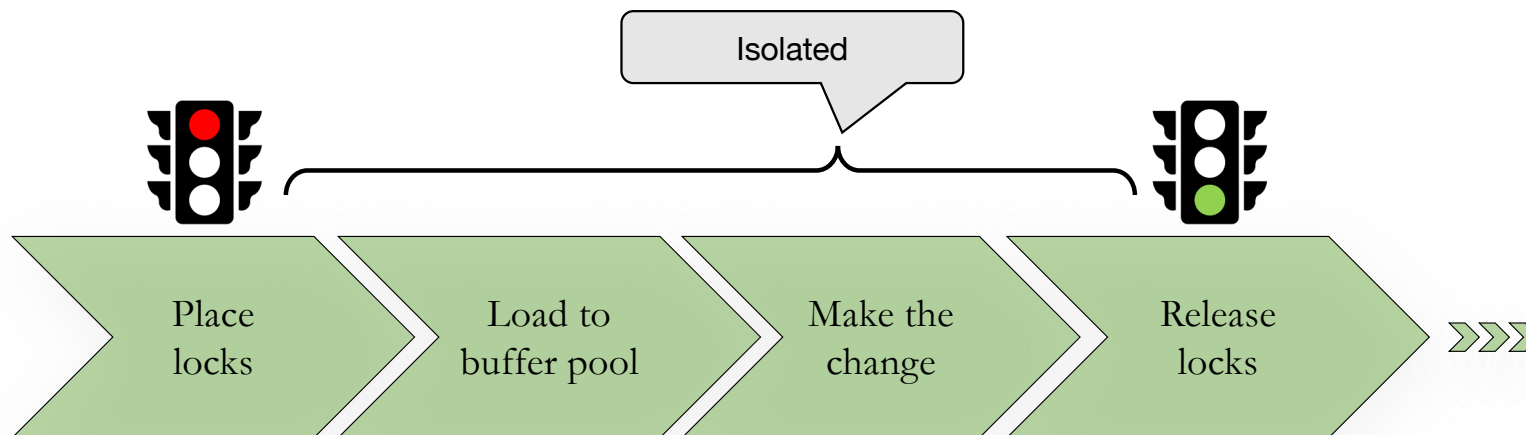 Isolated
Place
locks
Load to
buffer pool
Make the
change
Release
locks